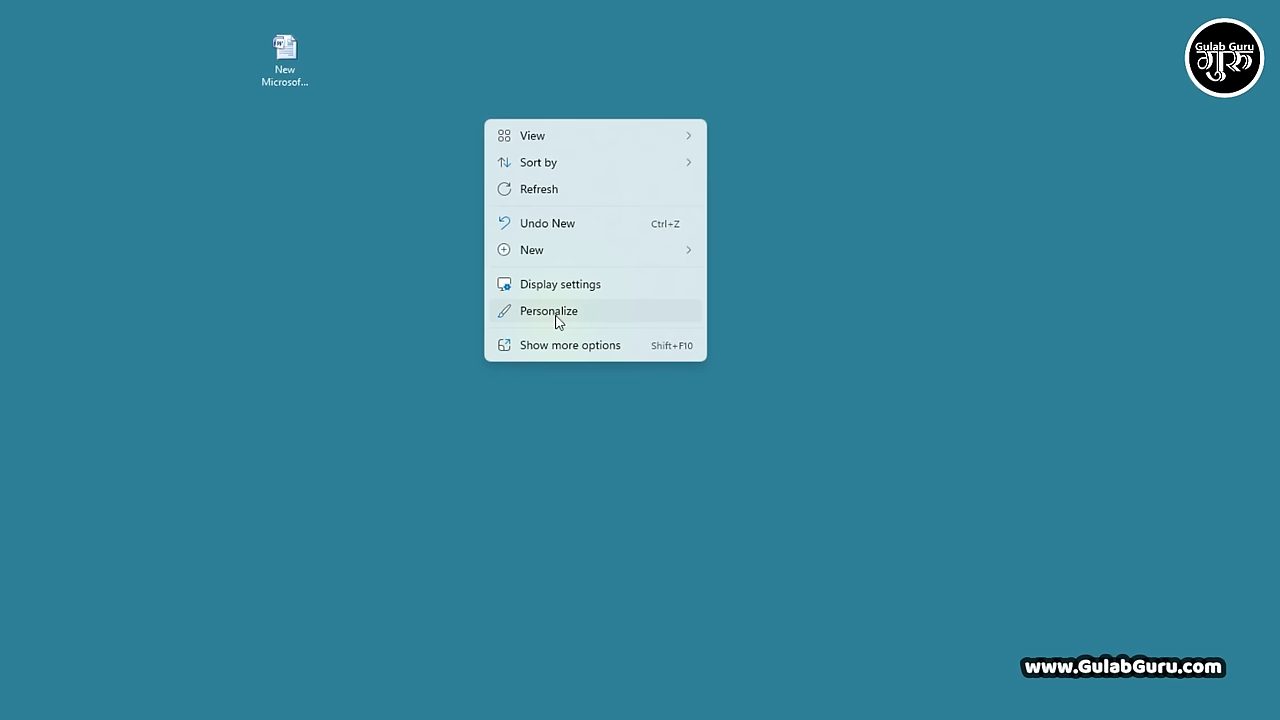 New
Microsof...
Gulab Guru
गुरु
View
Sort by
Refresh
Undo New Ctrl+Z
New
Display settings
Personalize
Show more options Shift+F10
www.GulabGuru.com